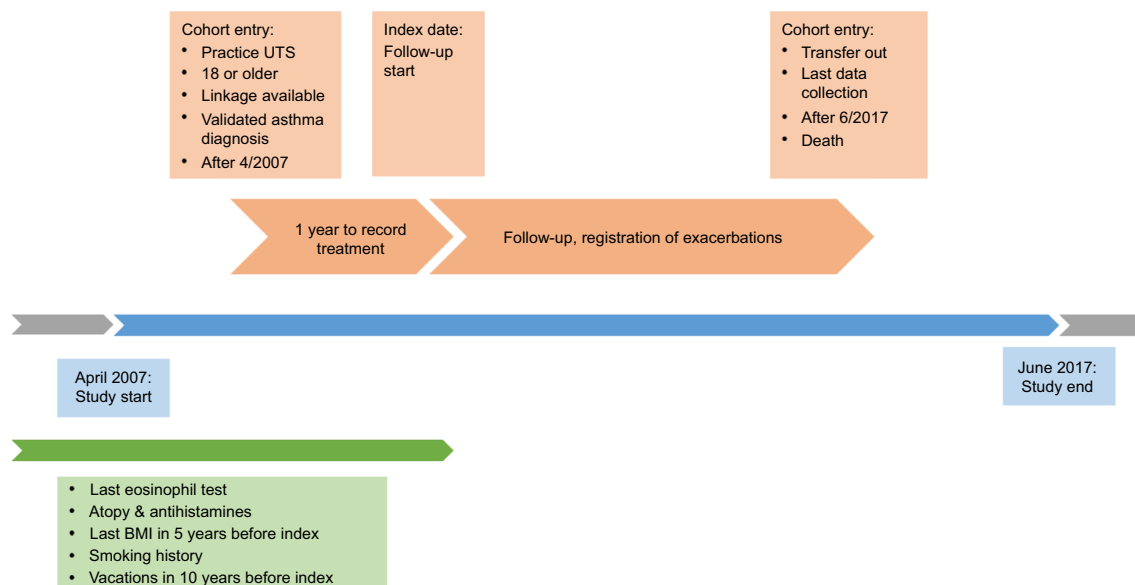 Cohort entry:
• Practice UTS
• 18 or older
• Linkage available
• Validated asthma
diagnosis
• After 4/2007
Index date:
Follow-up
start
Cohort entry:
• Transfer out
• Last data
collection
• After 6/2017
• Death
1 year to record
treatment
Follow-up, registration of exacerbations
April 2007:
Study start
June 2017:
Study end
• Last eosinophil test
• Atopy & antihistamines
• Last BMI in 5 years before index
• Smoking history
• Vacations in 10 years before index